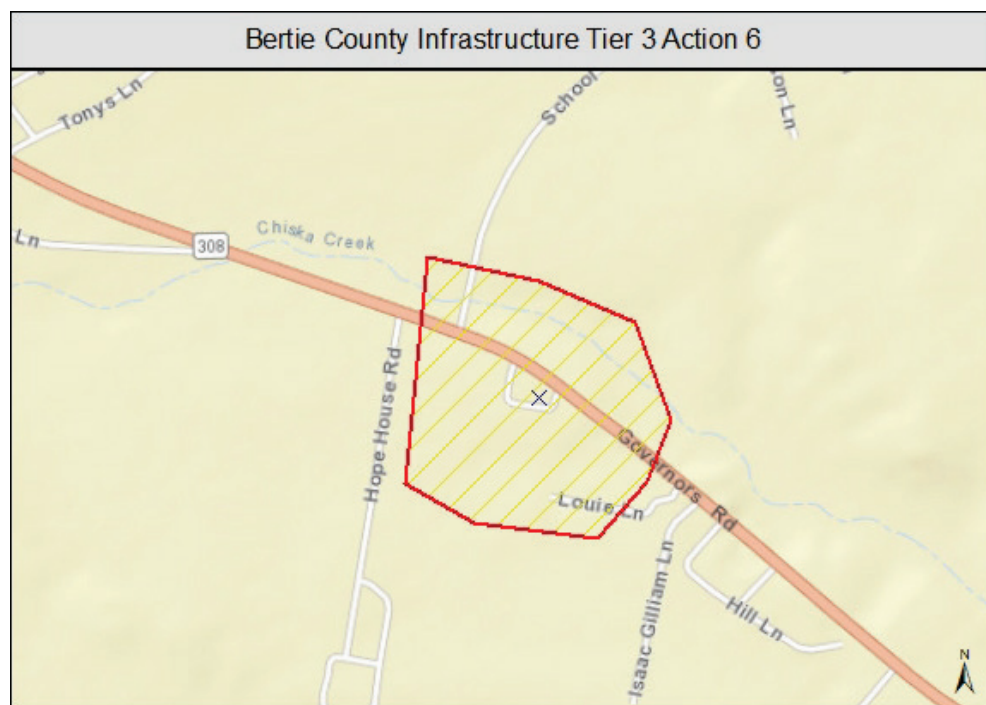 Bertie County Infrastructure Tier 3 Action 6
Tonys Ln
School
on Ln
Ln
308
Chiska Creek
Hope House Rd
Governors Rd
Louie Ln
Isaac Gilliam Ln
Hill Ln
N